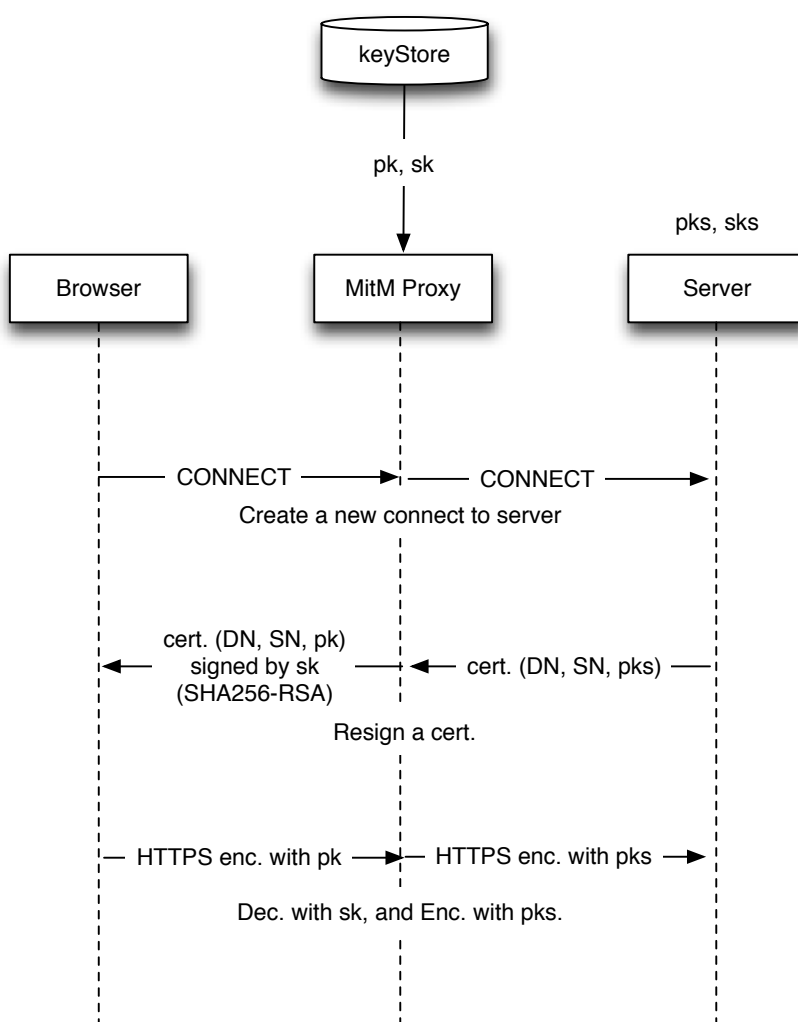 keyStore
pk, sk
pks, sks
Browser
MitM Proxy
Server
CONNECT
CONNECT
Create a new connect to server
cert. (DN, SN, pk)
signed by sk
(SHA256-RSA)
cert. (DN, SN, pks)
Resign a cert.
HTTPS enc. with pk
HTTPS enc. with pks
Dec. with sk, and Enc. with pks.